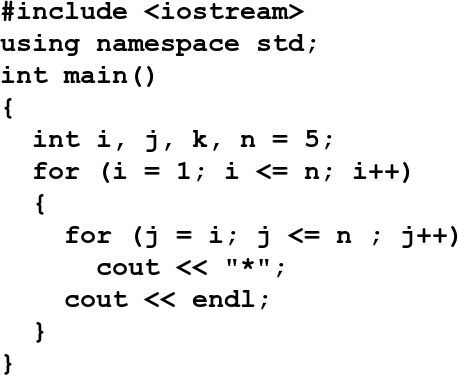 #include <iostream>
using namespace std;
int main()
{
  int i, j, k, n = 5;
  for (i = 1; i <= n; i++)
  {
    for (j = i; j <= n ; j++)
      cout << "*";
    cout << endl;
  }
}